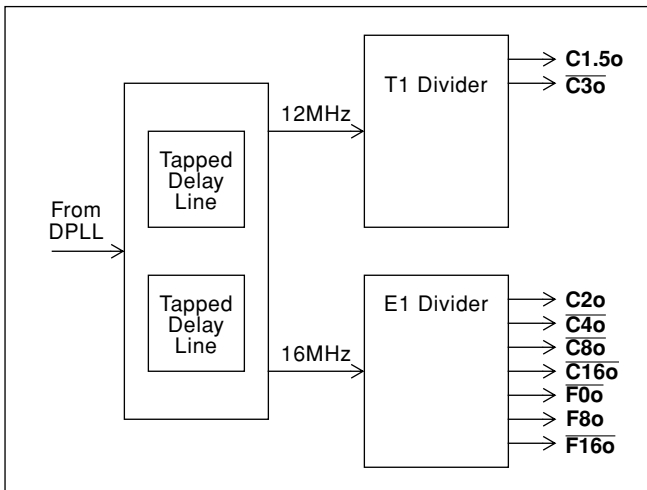 From
DPLL
Tapped
Delay
Line
Tapped
Delay
Line
12MHz
16MHz
T1 Divider
C1.5o
C3o
E1 Divider
C2o
C4o
C8o
C16o
F0o
F8o
F16o